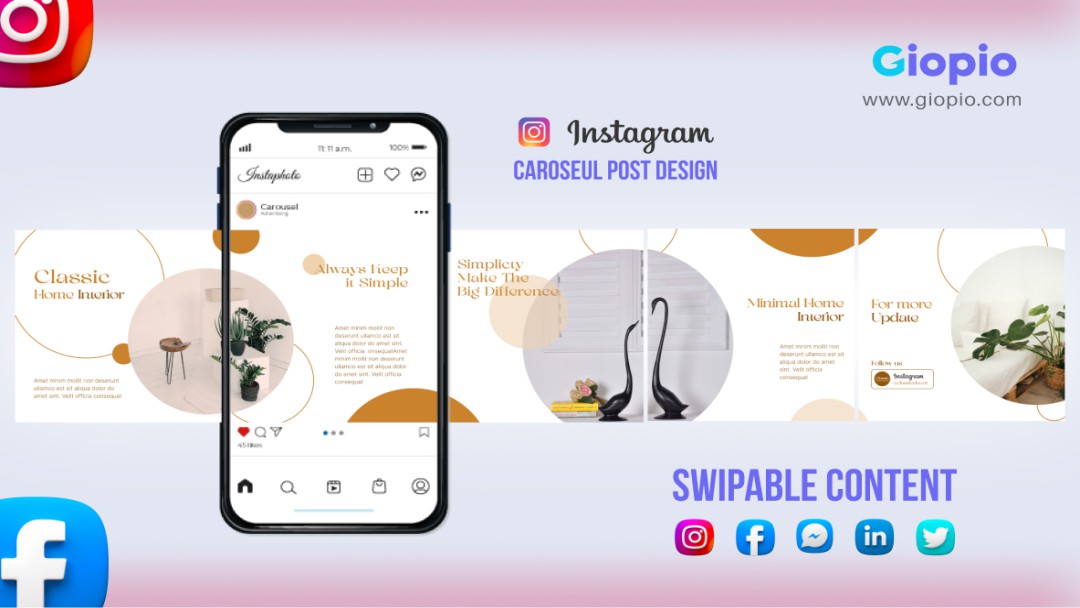 Giopio
www.giopio.com
Instagram
CAROSEUL POST DESIGN
11:11 a.m.
100%
Instaphoto
Carousel
Advertising
Classic
Home Interior
Amet minim mollit non deserunt
ullamco est sit aliqua dolor do
amet sint. Velit officia consequat
Always Keep
it Simple
Amet minim mollit non
deserunt ullamco est sit
aliqua dolor do amet sint.
Velit officia onsequatAmet
minim mollit non deserunt
ullamco est sit aliqua dolor
do amet sint. Velit officia
consequat
Simplicty
Make The
Big Difference
Minimal Home
Interior
Amet minim mollit non
deserunt ullamco est sit
aliqua dolor do amet
sint. Velit officia
consequat
For more
Update
Follow us
Instagram
45 likes
SWIPABLE CONTENT